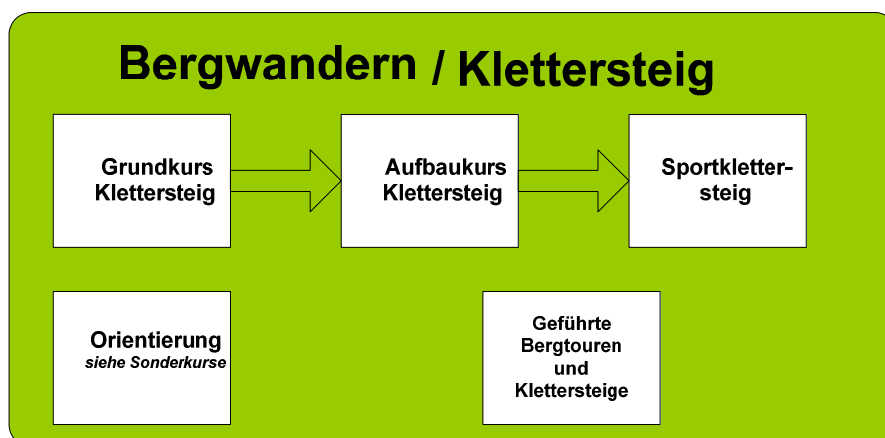 Bergwandern / Klettersteig
Grundkurs
Klettersteig
Aufbaukurs
Klettersteig
Sportkletter-
steig
Orientierung
siehe Sonderkurse
Geführte
Bergtouren
und
Klettersteige